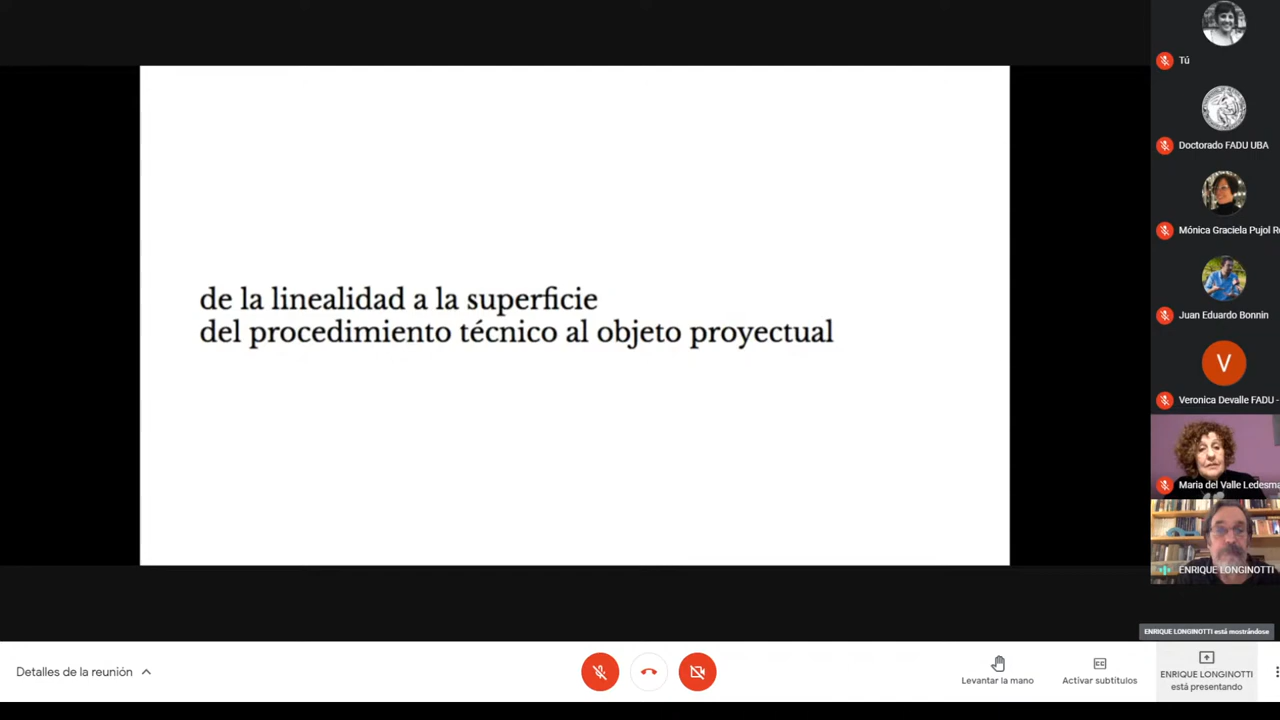 de la linealidad a la superficie
del procedimiento técnico al objeto proyectual
Tú
Doctorado FADU UBA
Mónica Graciela Pujol R
Juan Eduardo Bonnin
V
Veronica Devalle FADU -
Maria del Valle Ledesma
ENRIQUE LONGINOTTI
ENRIQUE LONGINOTTI está mostrándose
Detalles de la reunión
Levantar la mano
CC
Activar subtítulos
ENRIQUE LONGINOTTI
está presentando